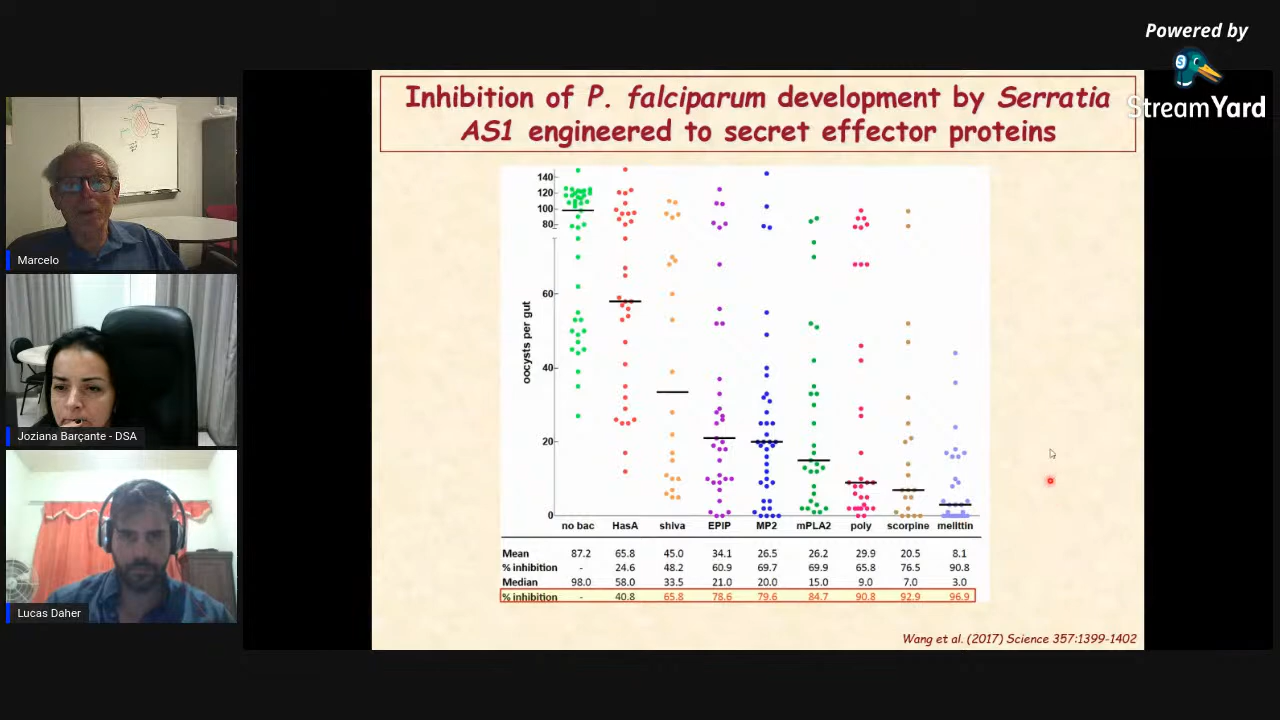 Powered by
StreamYard
Inhibition of P. falciparum development by Serratia
AS1 engineered to secret effector proteins
Marcelo
Joziana Barçante - DSA
Lucas Daher
oocysts per gut
140
120
100
80
60
40
20
0
no bac HasA shiva EPIP MP2 mPLA2 poly scorpine melittin
Mean 87.2 65.8 45.0 34.1 26.5 26.2 29.9 20.5 8.1
% inhibition - 24.6 48.2 60.9 69.7 69.9 65.8 76.5 90.8
Median 98.0 58.0 33.5 21.0 20.0 15.0 9.0 7.0 3.0
% inhibition - 40.8 65.8 78.6 79.6 84.7 90.8 92.9 96.9
Wang et al. (2017) Science 357:1399-1402